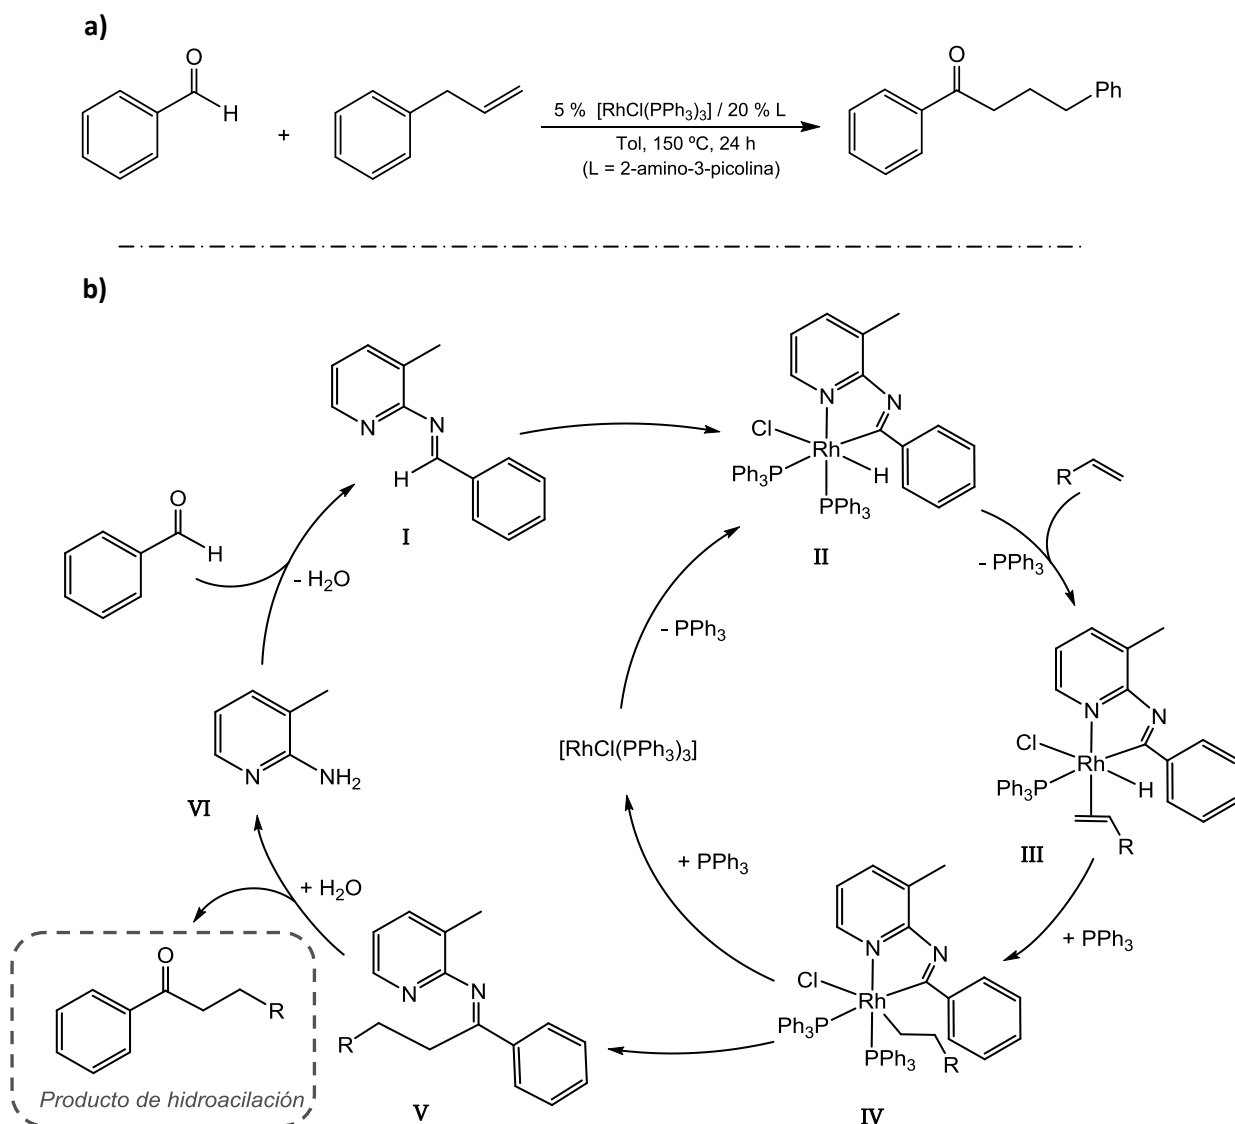 a)
O
H
+
5 % [RhCl(PPh3)3] / 20 % L
Tol, 150 ºC, 24 h
(L = 2-amino-3-picolina)
O
Ph
b)
N
N
H
I
N
N
Cl
Rh
H
Ph3P
PPh3
II
R
- PPh3
O
H
- H2O
- PPh3
N
N
Cl
Rh
H
Ph3P
R
III
N
NH2
VI
[RhCl(PPh3)3]
+ H2O
+ PPh3
+ PPh3
O
R
Producto de hidroacilación
N
N
R
V
N
N
Cl
Rh
Ph3P
PPh3
R
IV